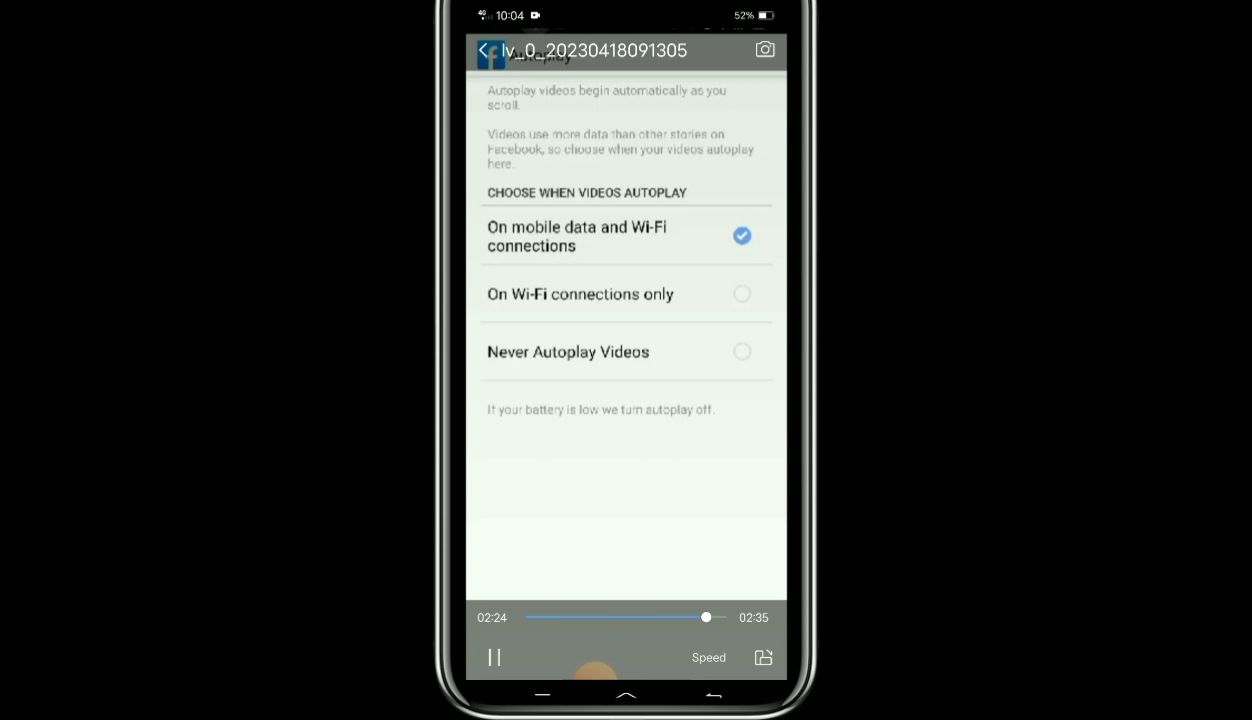 4G 10:04 52%
lv_0_20230418091305
Autoplay
Autoplay videos begin automatically as you
scroll.
Videos use more data than other stories on
Facebook, so choose when your videos autoplay
here.
CHOOSE WHEN VIDEOS AUTOPLAY
On mobile data and Wi-Fi
connections
On Wi-Fi connections only
Never Autoplay Videos
If your battery is low we turn autoplay off.
02:24 02:35
Speed